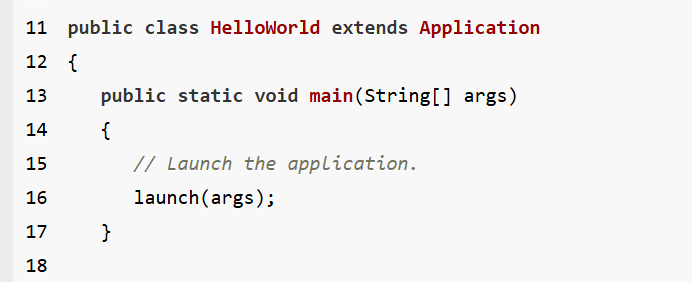 11 public class HelloWorld extends Application
12 {
13 public static void main(String[] args)
14 {
15 // Launch the application.
16 launch(args);
17 }
18